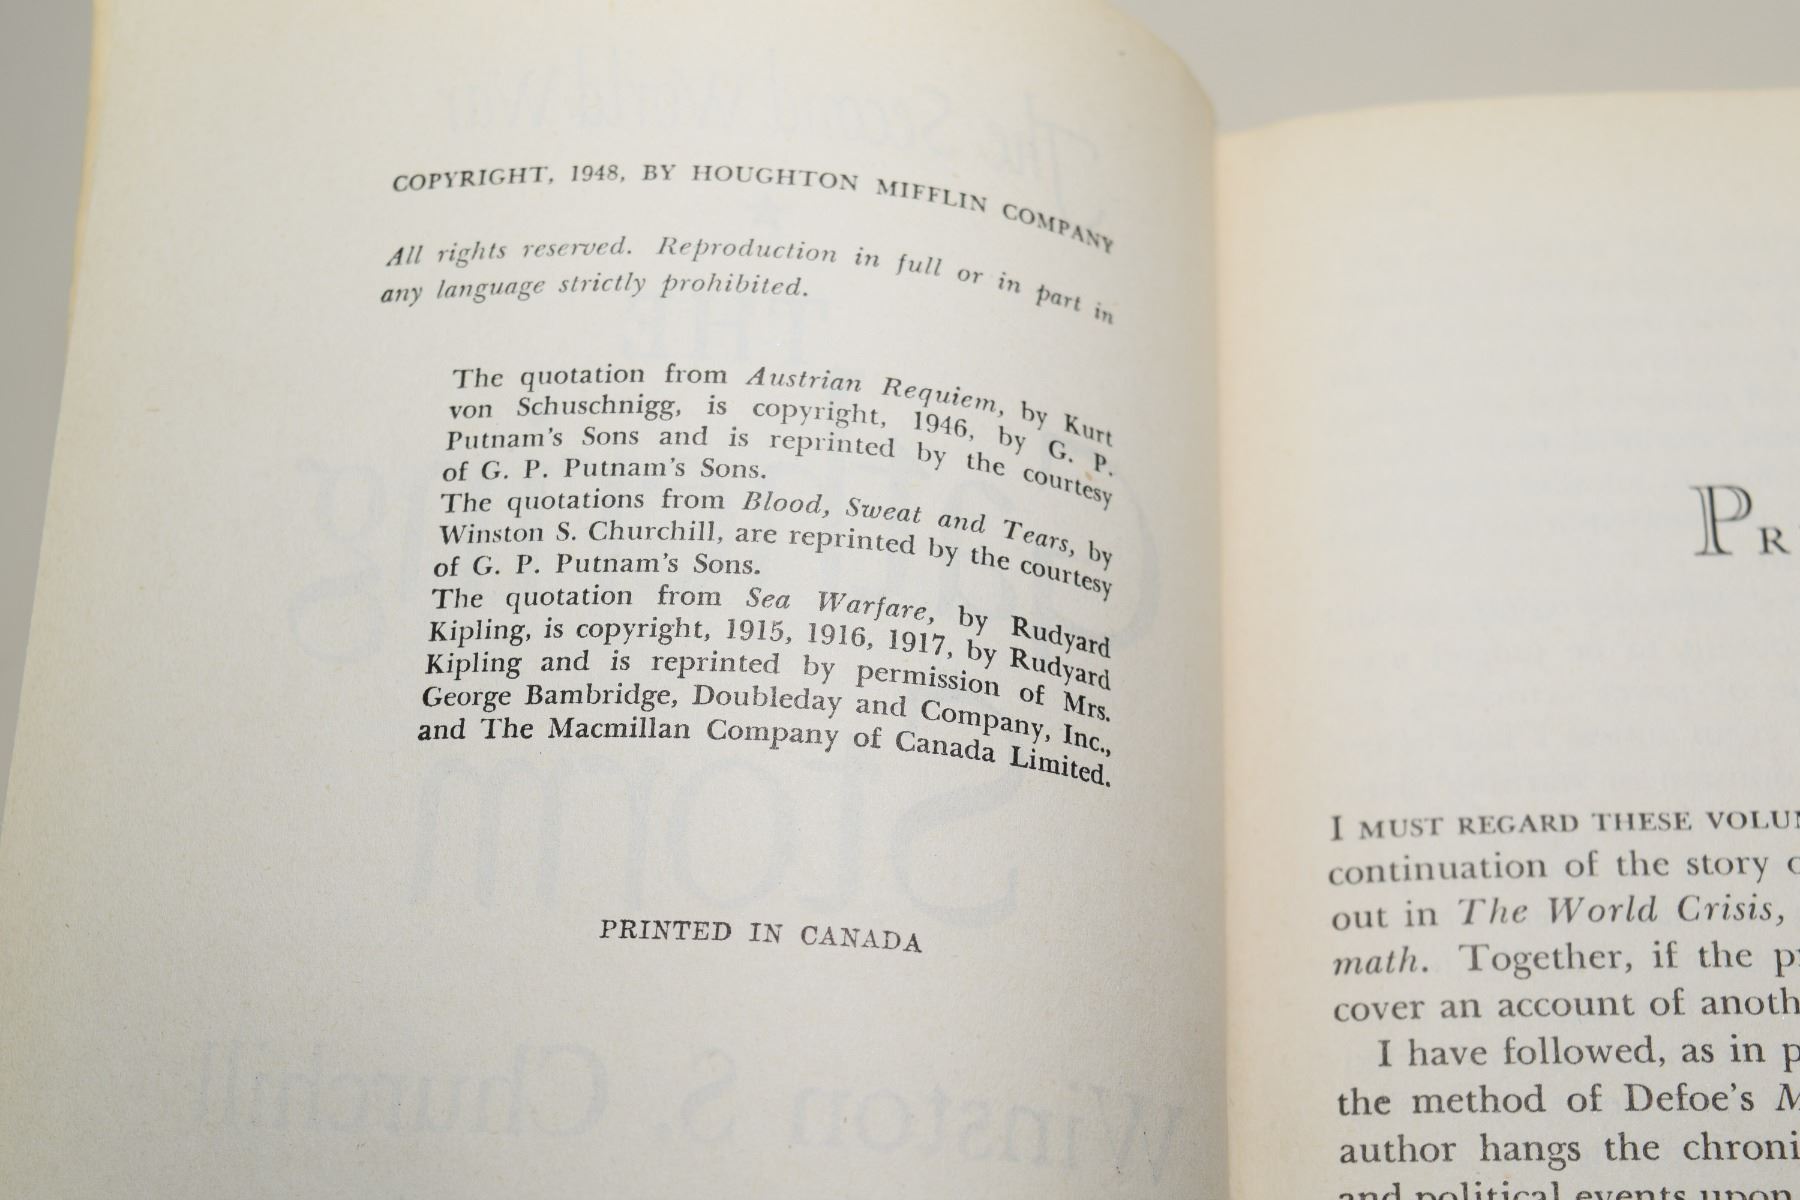 COPYRIGHT, 1948, BY HOUGHTON MIFFLIN COMPANY
All rights reserved. Reproduction in full or in part in
any language strictly prohibited.
The quotation from Austrian Requiem, by Kurt
von Schuschnigg, is copyright, 1946, by G. P.
Putnam's Sons and is reprinted by the courtesy
of G. P. Putnam's Sons.
The quotations from Blood, Sweat and Tears, by
Winston S. Churchill, are reprinted by the courtesy
of G. P. Putnam's Sons.
The quotation from Sea Warfare, by Rudyard
Kipling, is copyright, 1915, 1916, 1917, by Rudyard
Kipling and is reprinted by permission of Mrs.
George Bambridge, Doubleday and Company, Inc.,
and The Macmillan Company of Canada Limited.
PRINTED IN CANADA
I MUST REGARD THESE
continuation of the story
out in The World Crisis,
math. Together, if the
cover an account of
I have followed, as in
the method of Defoe's
author hangs the
and political events upon